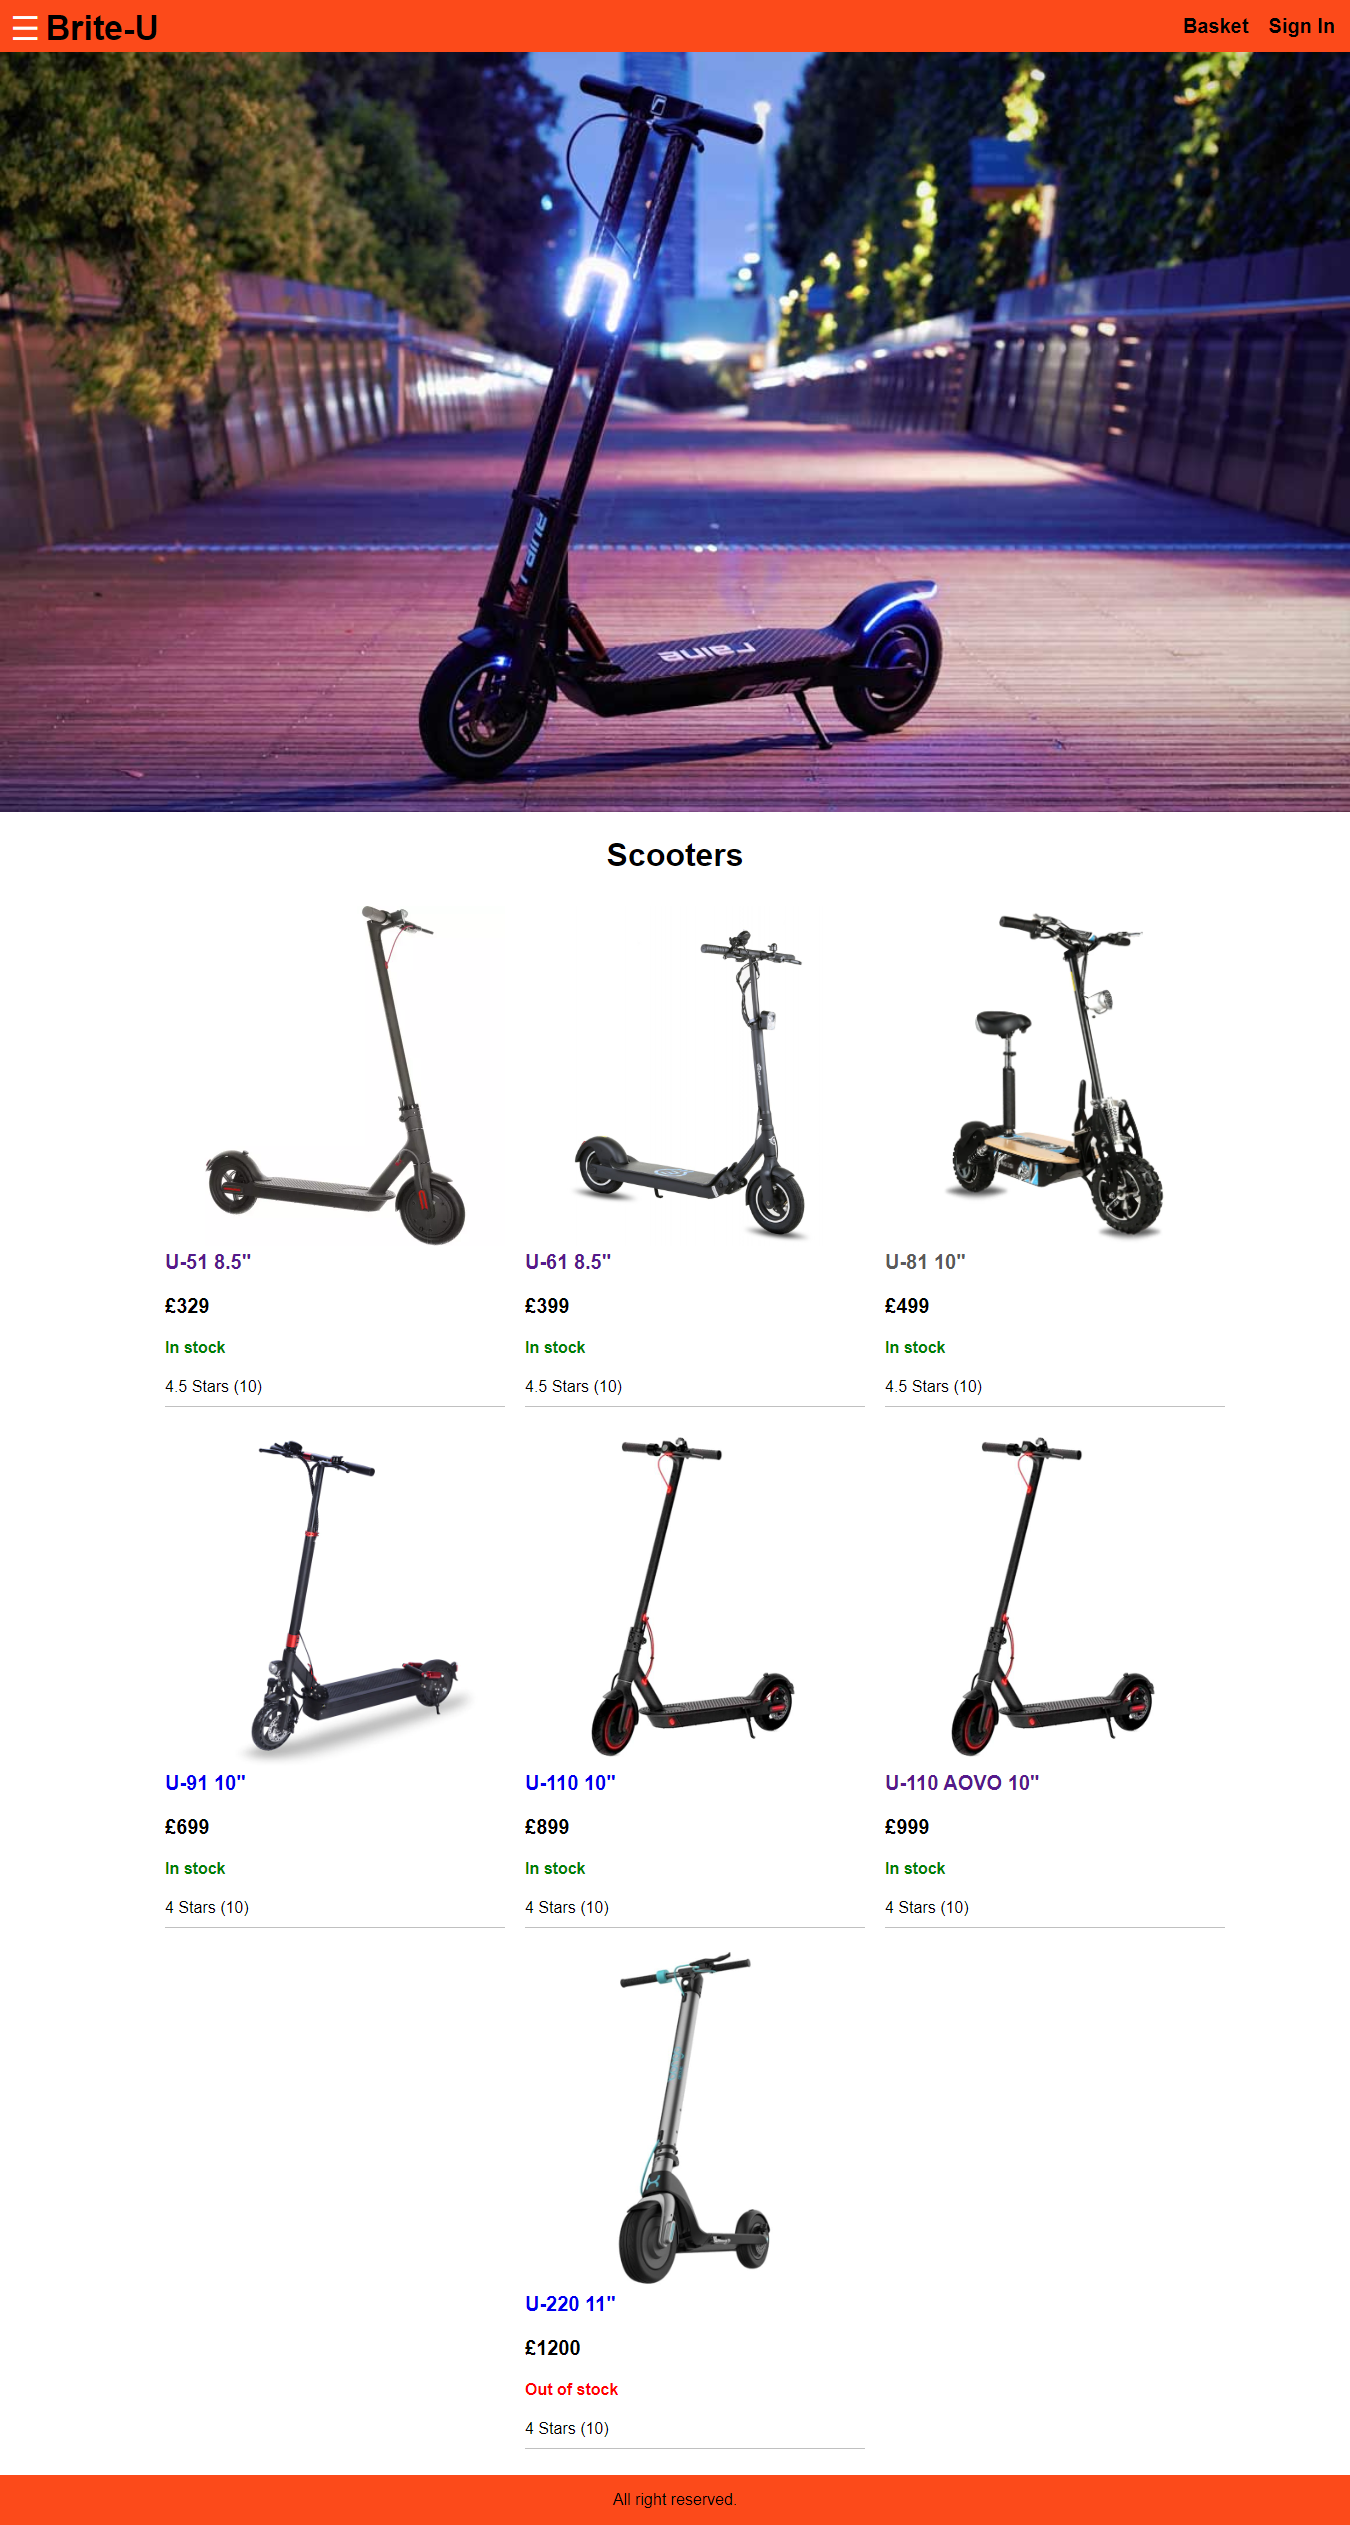 ☰ Brite-U
Basket Sign In
raine
raine
raine
Scooters
U-51 8.5"
£329
In stock
4.5 Stars (10)
U-61 8.5"
£399
In stock
4.5 Stars (10)
U-81 10"
£499
In stock
4.5 Stars (10)
U-91 10"
£699
In stock
4 Stars (10)
U-110 10"
£899
In stock
4 Stars (10)
U-110 AOVO 10"
£999
In stock
4 Stars (10)
U-220 11"
£1200
Out of stock
4 Stars (10)
All right reserved.